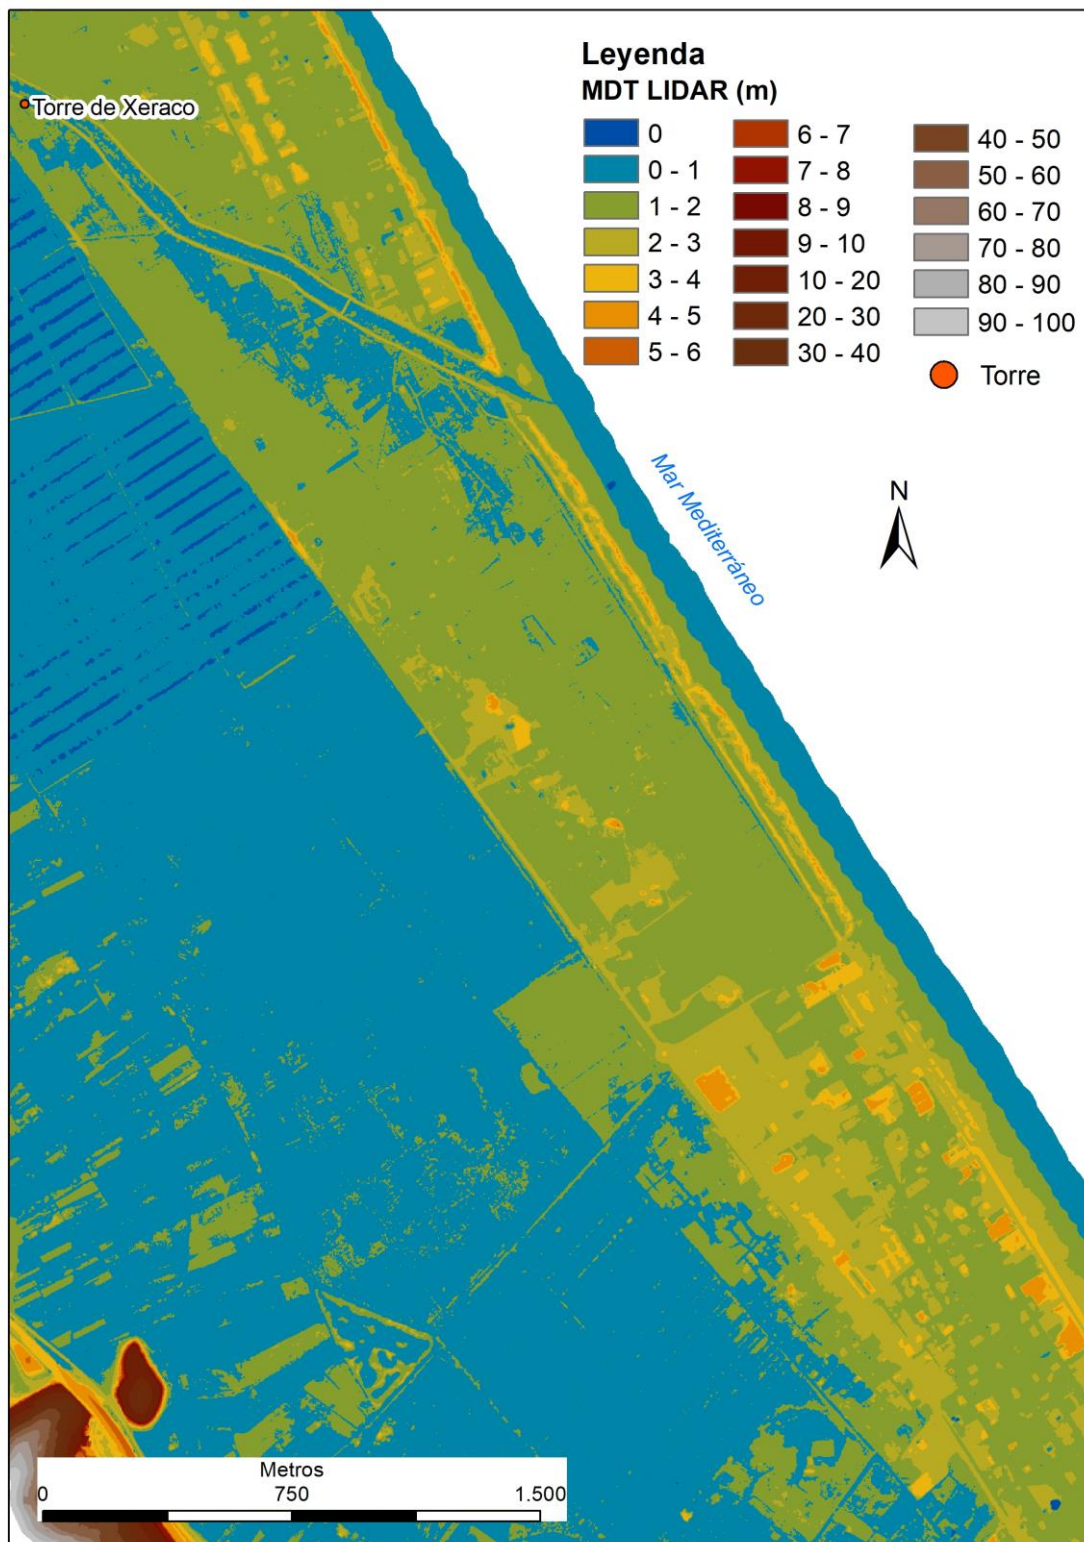 Leyenda
MDT LIDAR (m)
0
0 - 1
1 - 2
2 - 3
3 - 4
4 - 5
5 - 6
6 - 7
7 - 8
8 - 9
9 - 10
10 - 20
20 - 30
30 - 40
40 - 50
50 - 60
60 - 70
70 - 80
80 - 90
90 - 100
Torre
Torre de Xeraco
Mar Mediterráneo
N
Metros
0 750 1.500